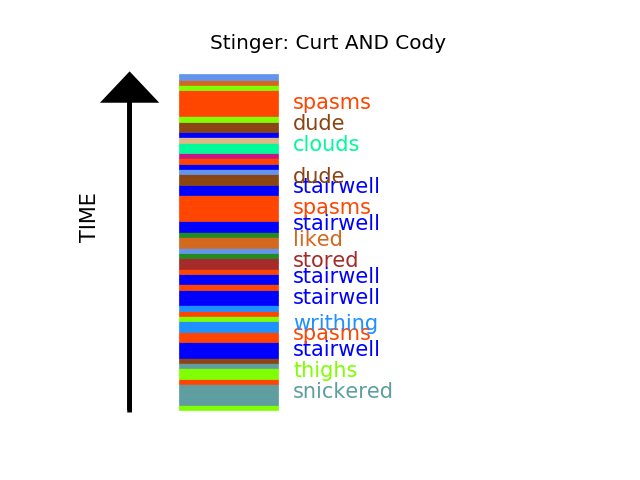 Stinger: Curt AND Cody
TIME
spasms
dude
clouds
dude
stairwell
spasms
stairwell
liked
stored
stairwell
stairwell
writhing
spasms
stairwell
thighs
snickered